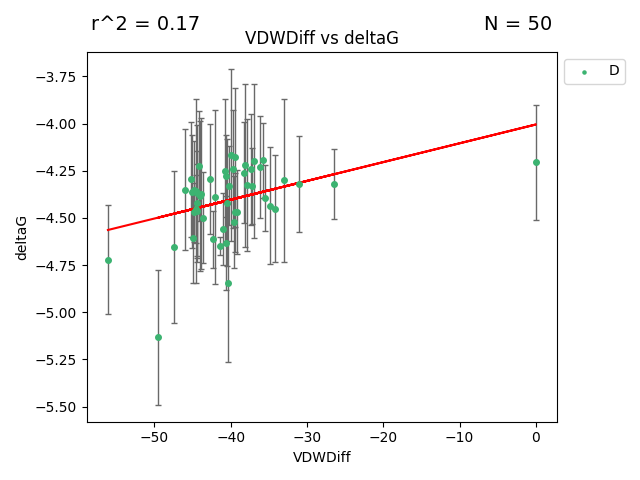 r^2 = 0.17
N = 50
VDWDiff vs deltaG
D
deltaG
−3.75
−4.00
−4.25
−4.50
−4.75
−5.00
−5.25
−5.50
−50
−40
−30
−20
−10
0
VDWDiff